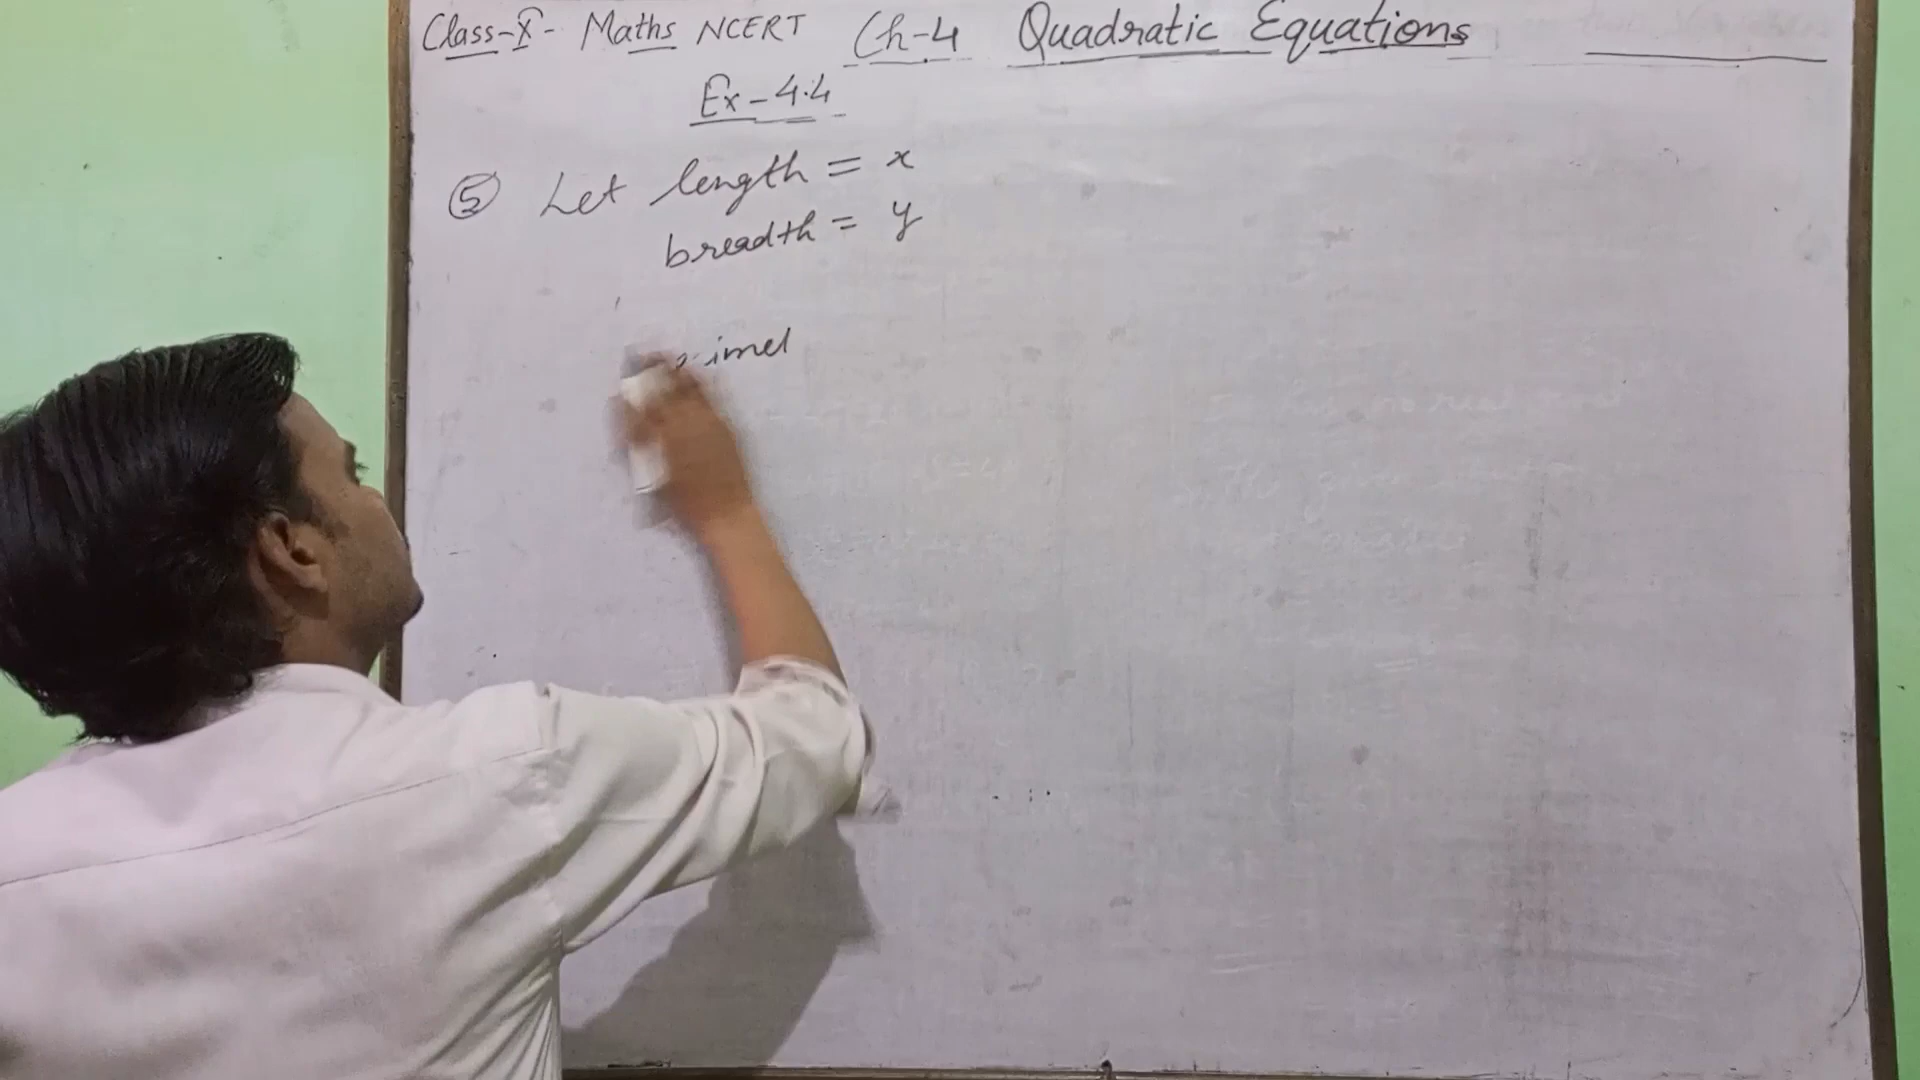 Class-X- Maths NCERT Ch-4 Quadratic Equations
Ex-4.4
⑤ Let length = x
breadth = y